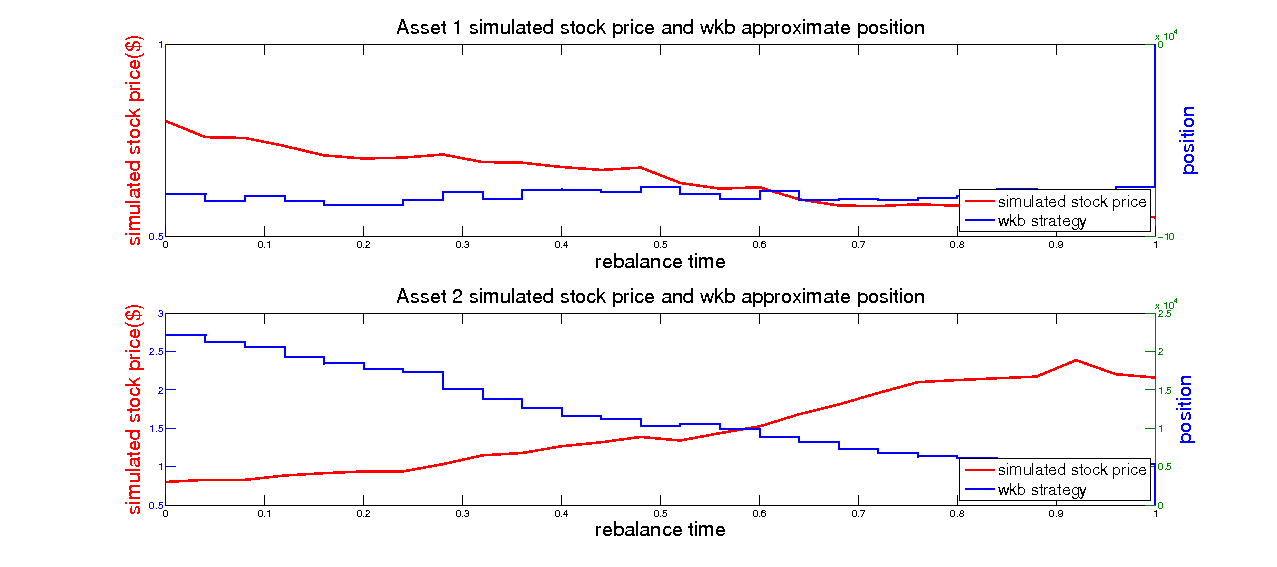 Asset 1 simulated stock price and wkb approximate position
x 10^4
1
0
simulated stock price($)
position
simulated stock price
wkb strategy
0.5
-10
0 0.1 0.2 0.3 0.4 0.5 0.6 0.7 0.8 0.9 1
rebalance time
Asset 2 simulated stock price and wkb approximate position
x 10^4
3
2.5
2.5
2
simulated stock price($)
2
1.5
position
1.5
1
1
0.5
simulated stock price
wkb strategy
0.5
0
0 0.1 0.2 0.3 0.4 0.5 0.6 0.7 0.8 0.9 1
rebalance time